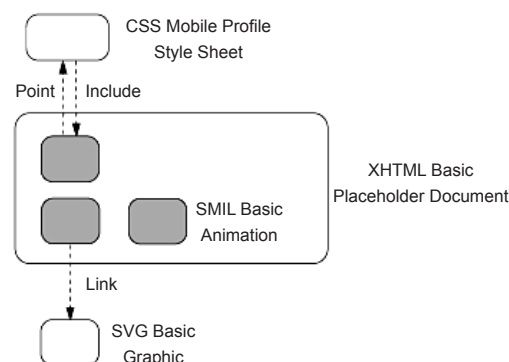 CSS Mobile Profile
Style Sheet
Point
Include
XHTML Basic
Placeholder Document
SMIL Basic
Animation
Link
SVG Basic
Graphic